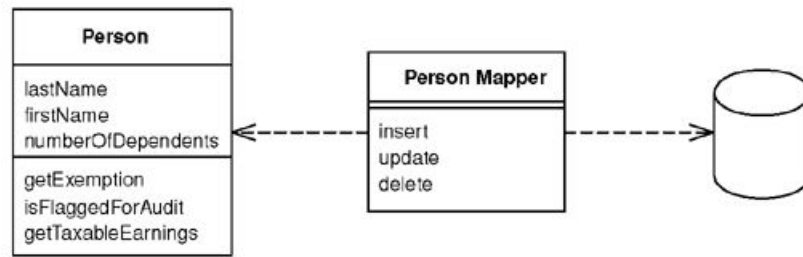 Person
lastName
firstName
numberOfDependents
getExemption
isFlaggedForAudit
getTaxableEarnings
Person Mapper
insert
update
delete